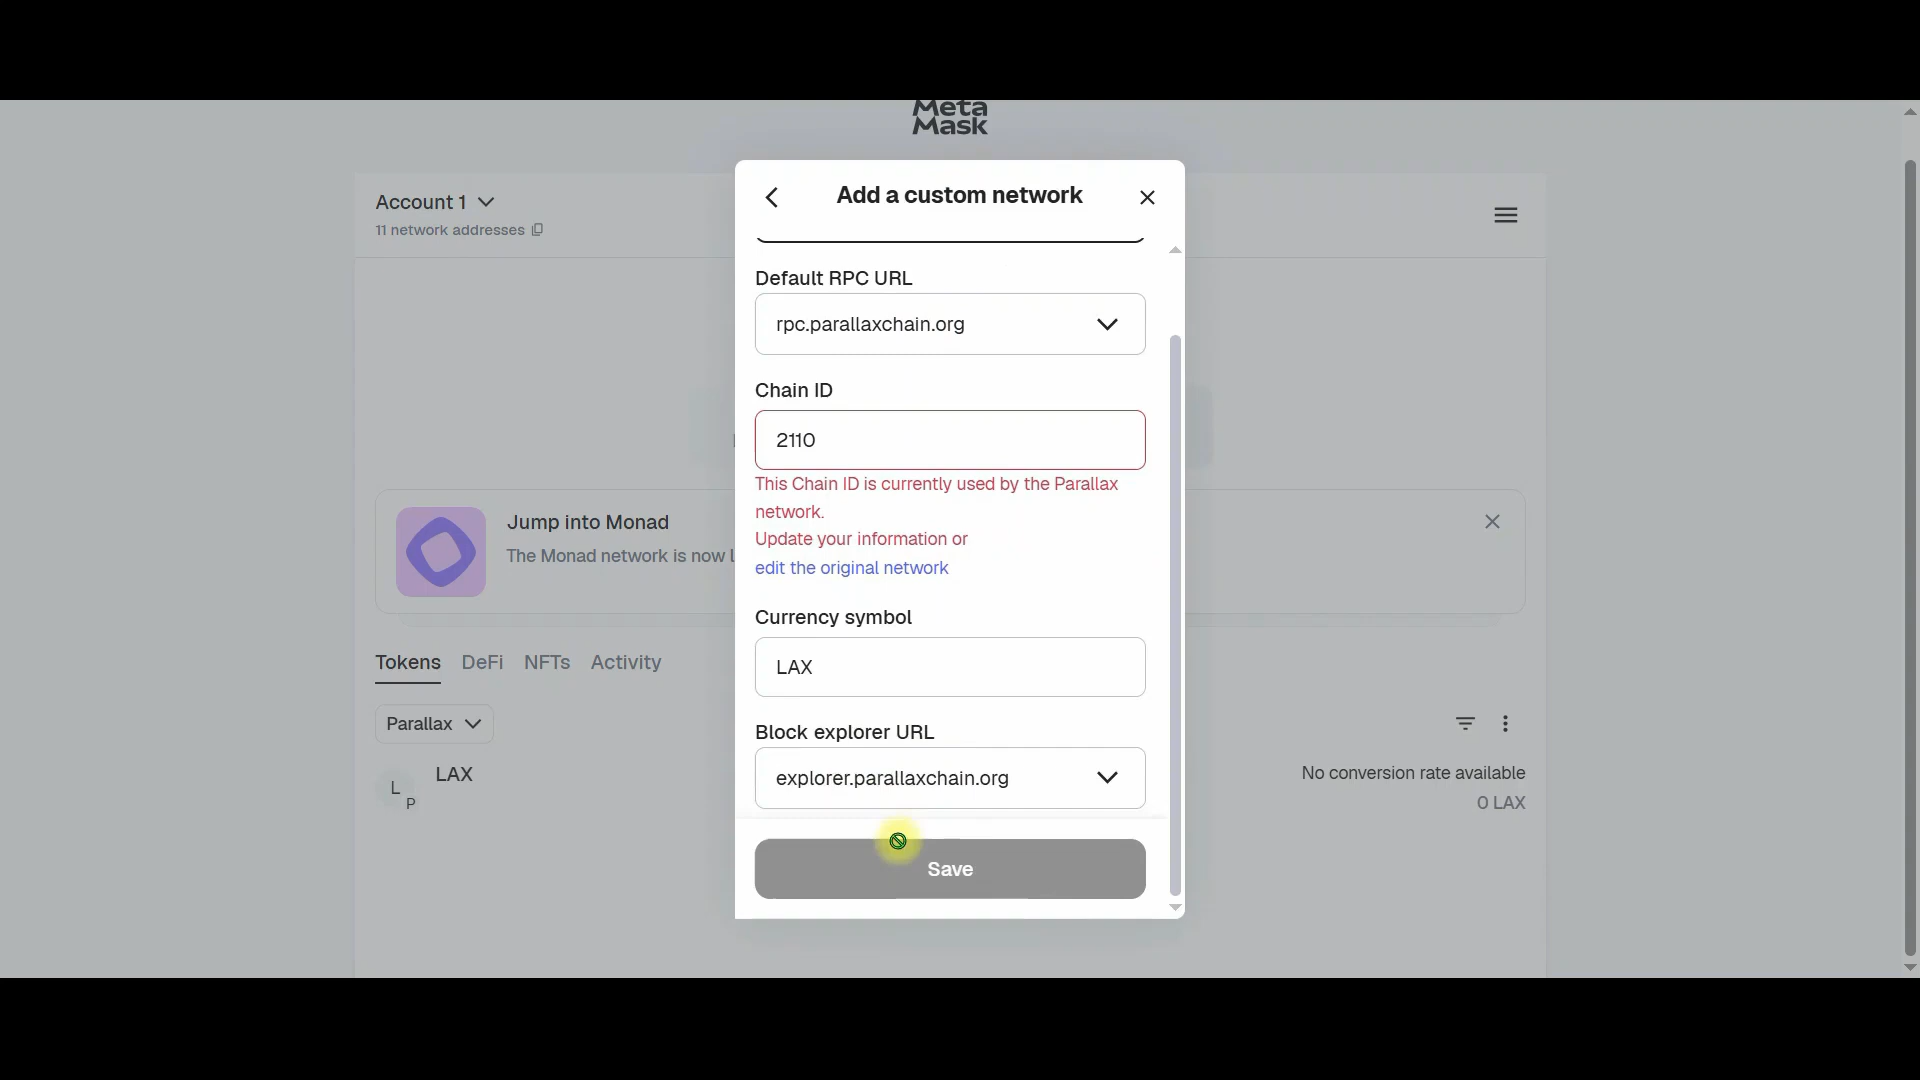 Meta
Mask
Account 1
11 network addresses
Add a custom network
Default RPC URL
rpc.parallaxchain.org
Chain ID
2110
This Chain ID is currently used by the Parallax
network.
Update your information or
edit the original network
Currency symbol
LAX
Block explorer URL
explorer.parallaxchain.org
Save
Jump into Monad
The Monad network is now
Tokens DeFi NFTs Activity
Parallax
L
P
LAX
No conversion rate available
0 LAX